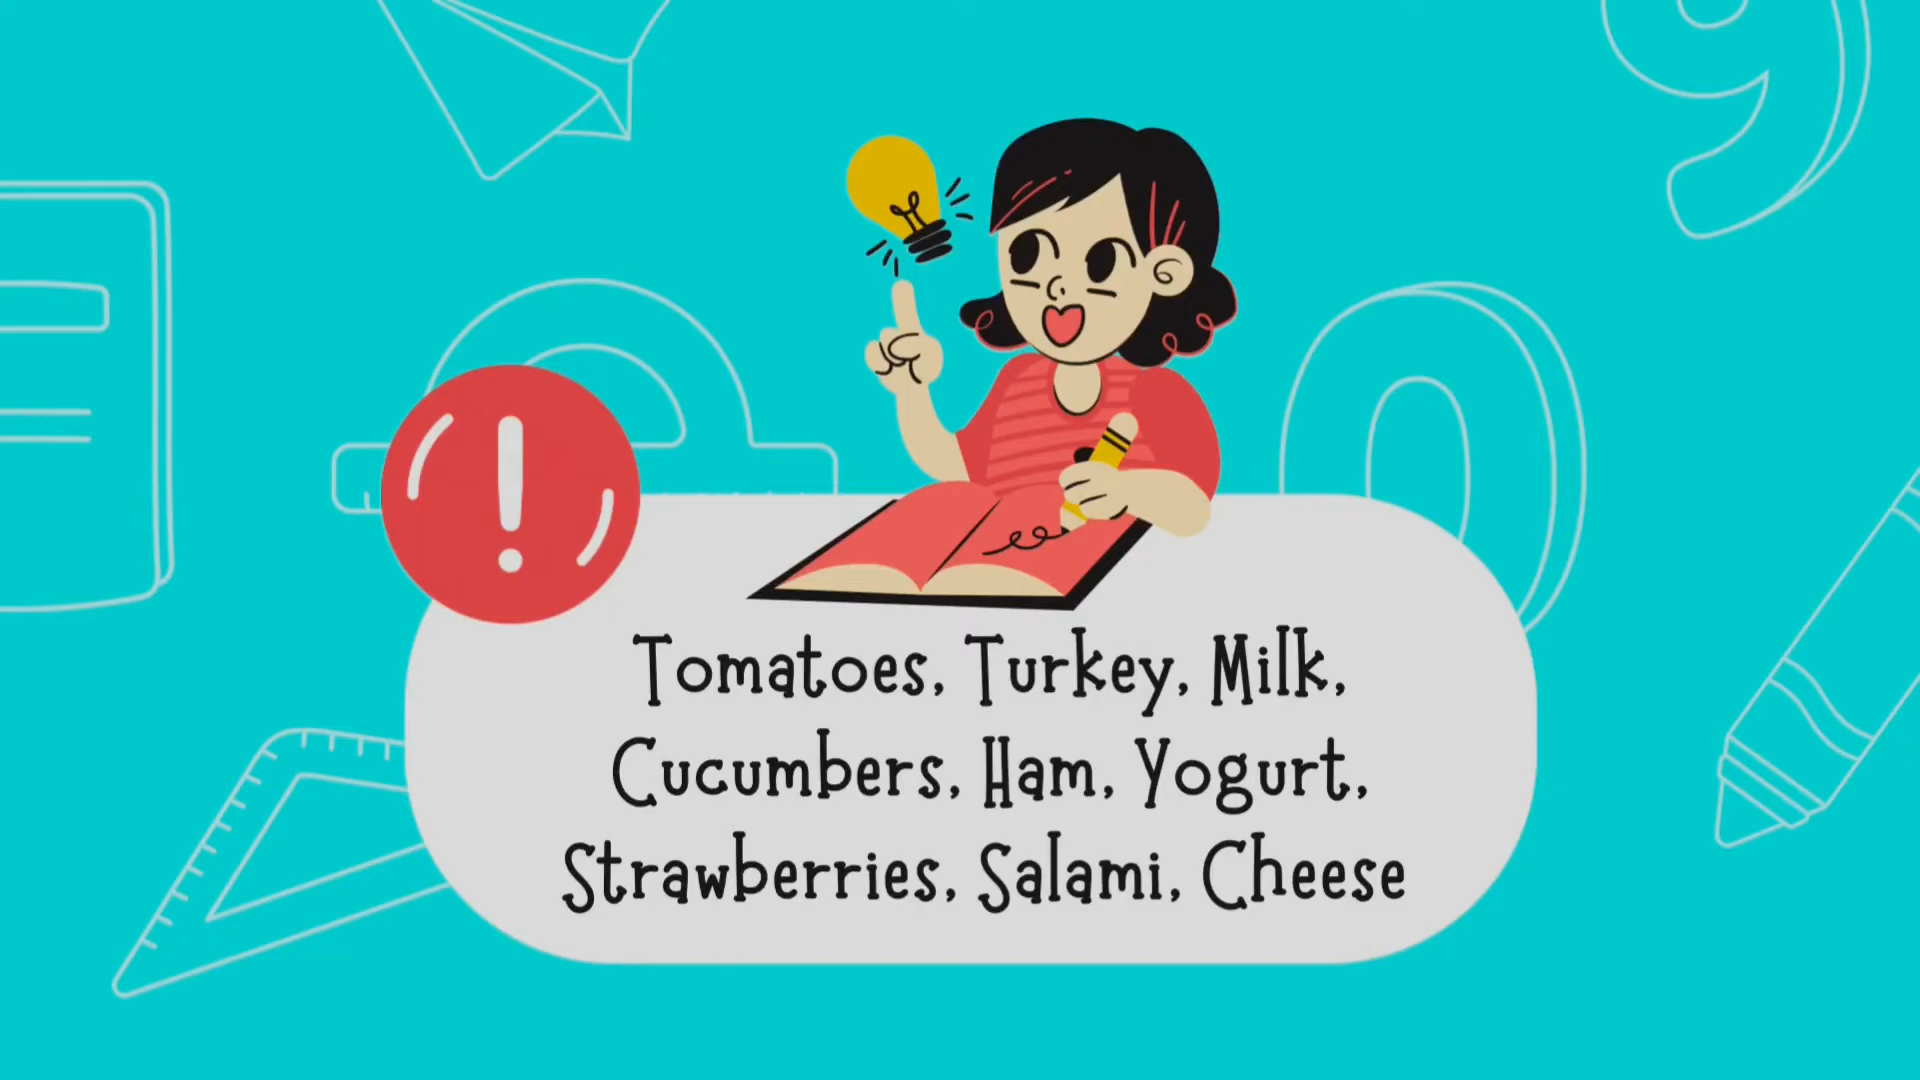 Tomatoes, Turkey, Milk,
Cucumbers, Ham, Yogurt,
Strawberries, Salami, Cheese